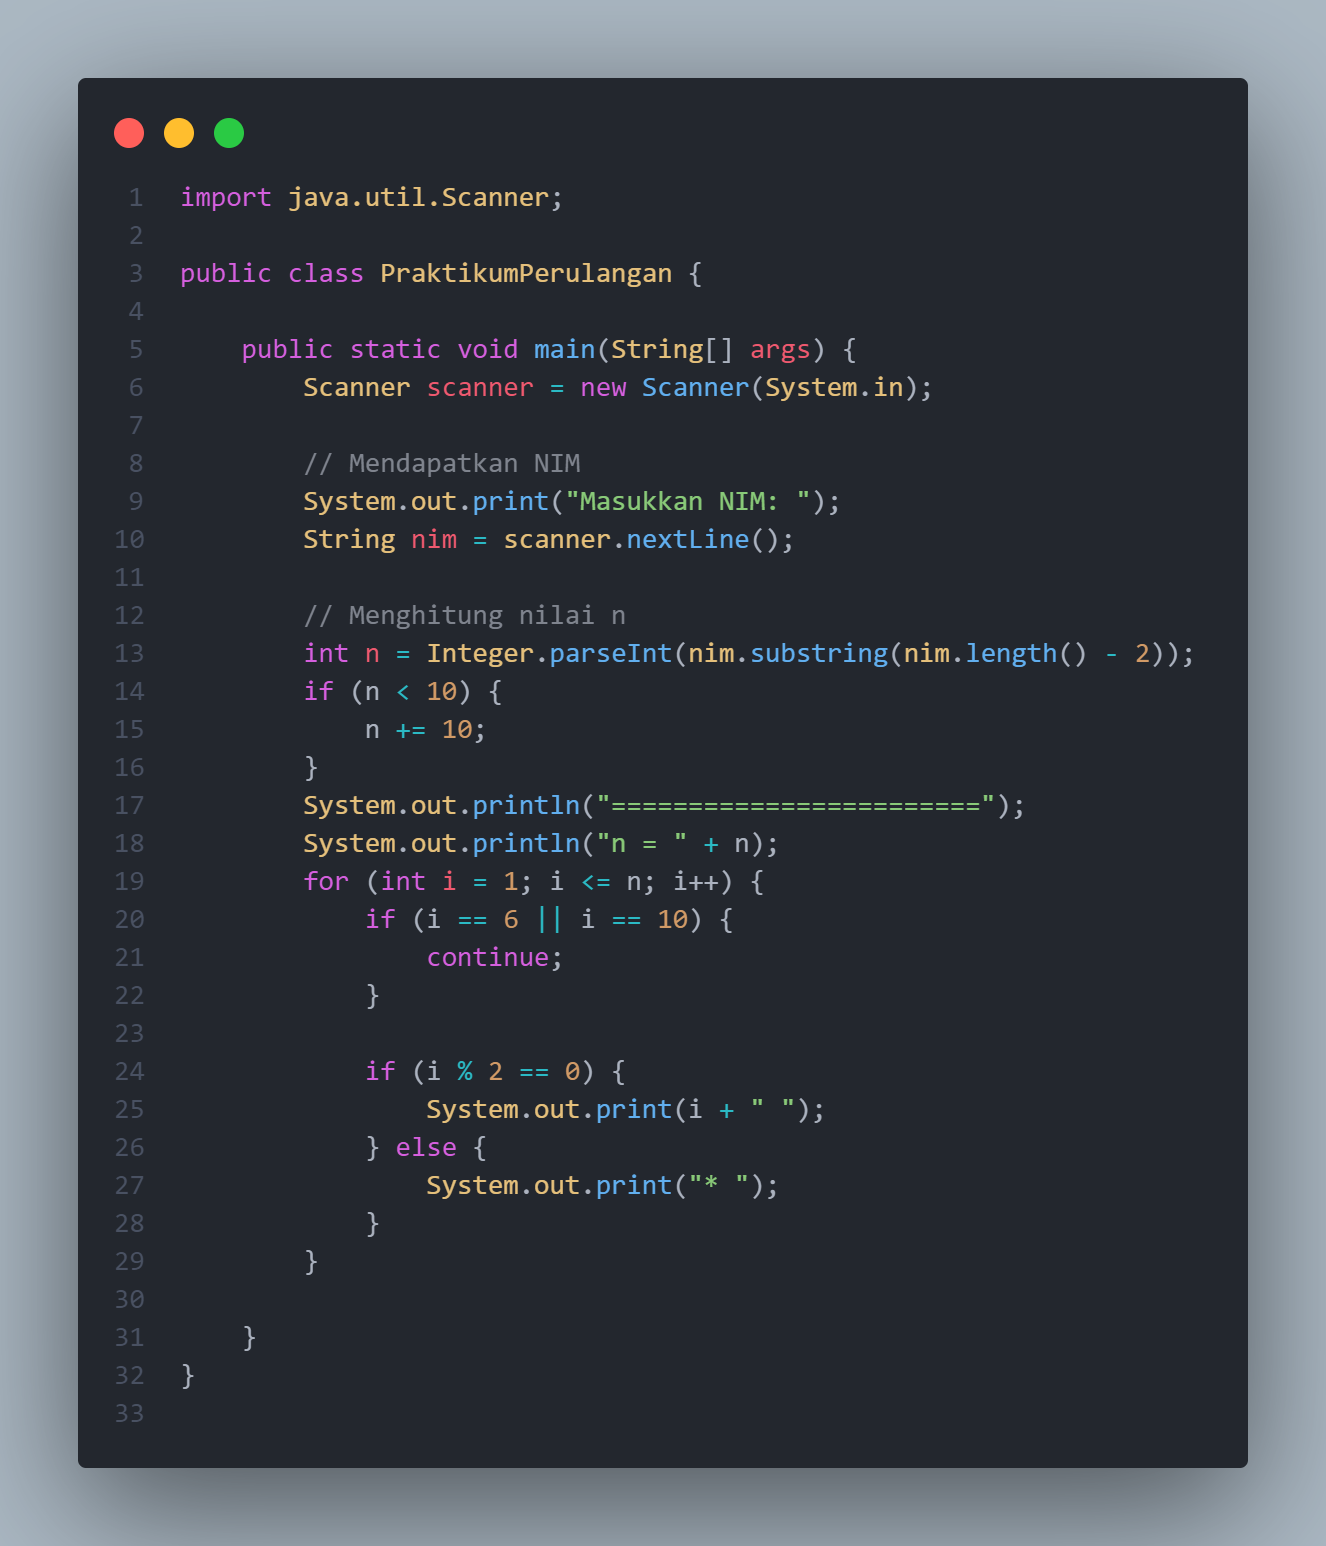 1 import java.util.Scanner;
2
3 public class PraktikumPerulangan {
4
5     public static void main(String[] args) {
6         Scanner scanner = new Scanner(System.in);
7
8         // Mendapatkan NIM
9         System.out.print("Masukkan NIM: ");
10         String nim = scanner.nextLine();
11
12         // Menghitung nilai n
13         int n = Integer.parseInt(nim.substring(nim.length() - 2));
14         if (n < 10) {
15             n += 10;
16         }
17         System.out.println("========================");
18         System.out.println("n = " + n);
19         for (int i = 1; i <= n; i++) {
20             if (i == 6 || i == 10) {
21                 continue;
22             }
23
24             if (i % 2 == 0) {
25                 System.out.print(i + " ");
26             } else {
27                 System.out.print("* ");
28             }
29         }
30
31     }
32 }
33